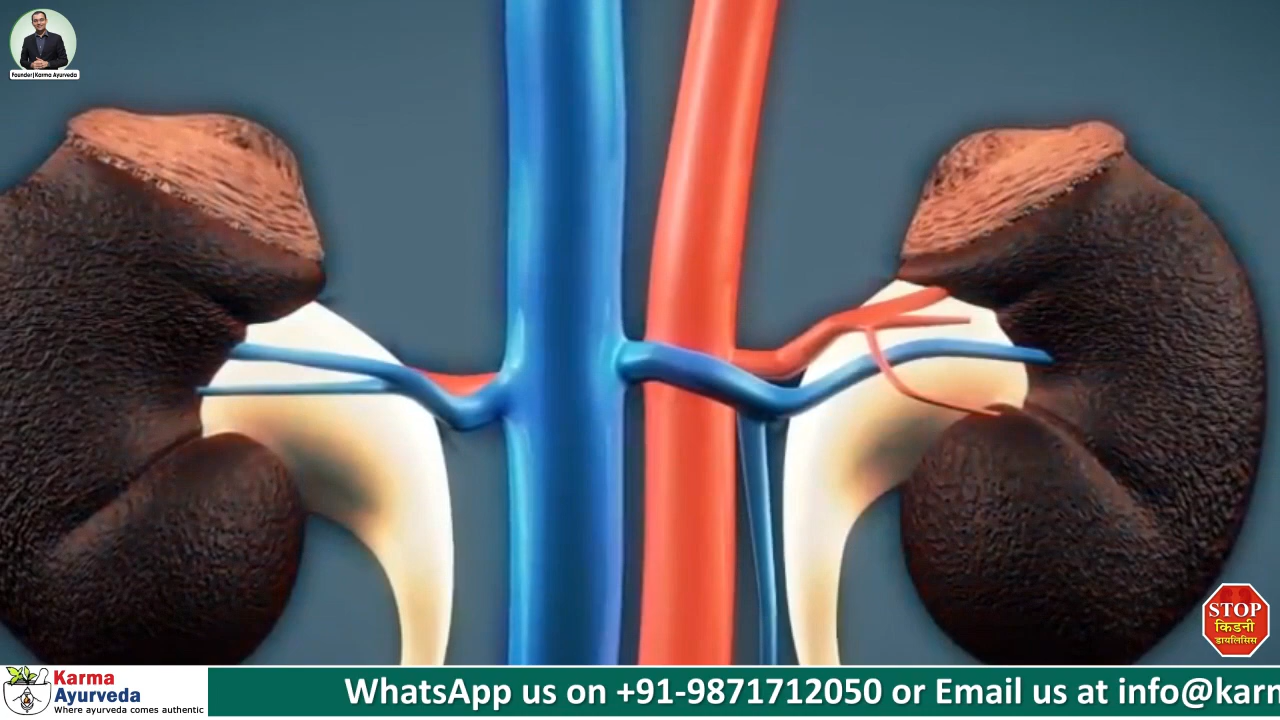 Founder|Karma Ayurveda
STOP
किडनी
डायलिसिस
Karma
Ayurveda
Where ayurveda comes authentic
WhatsApp us on +91-9871712050 or Email us at info@karm